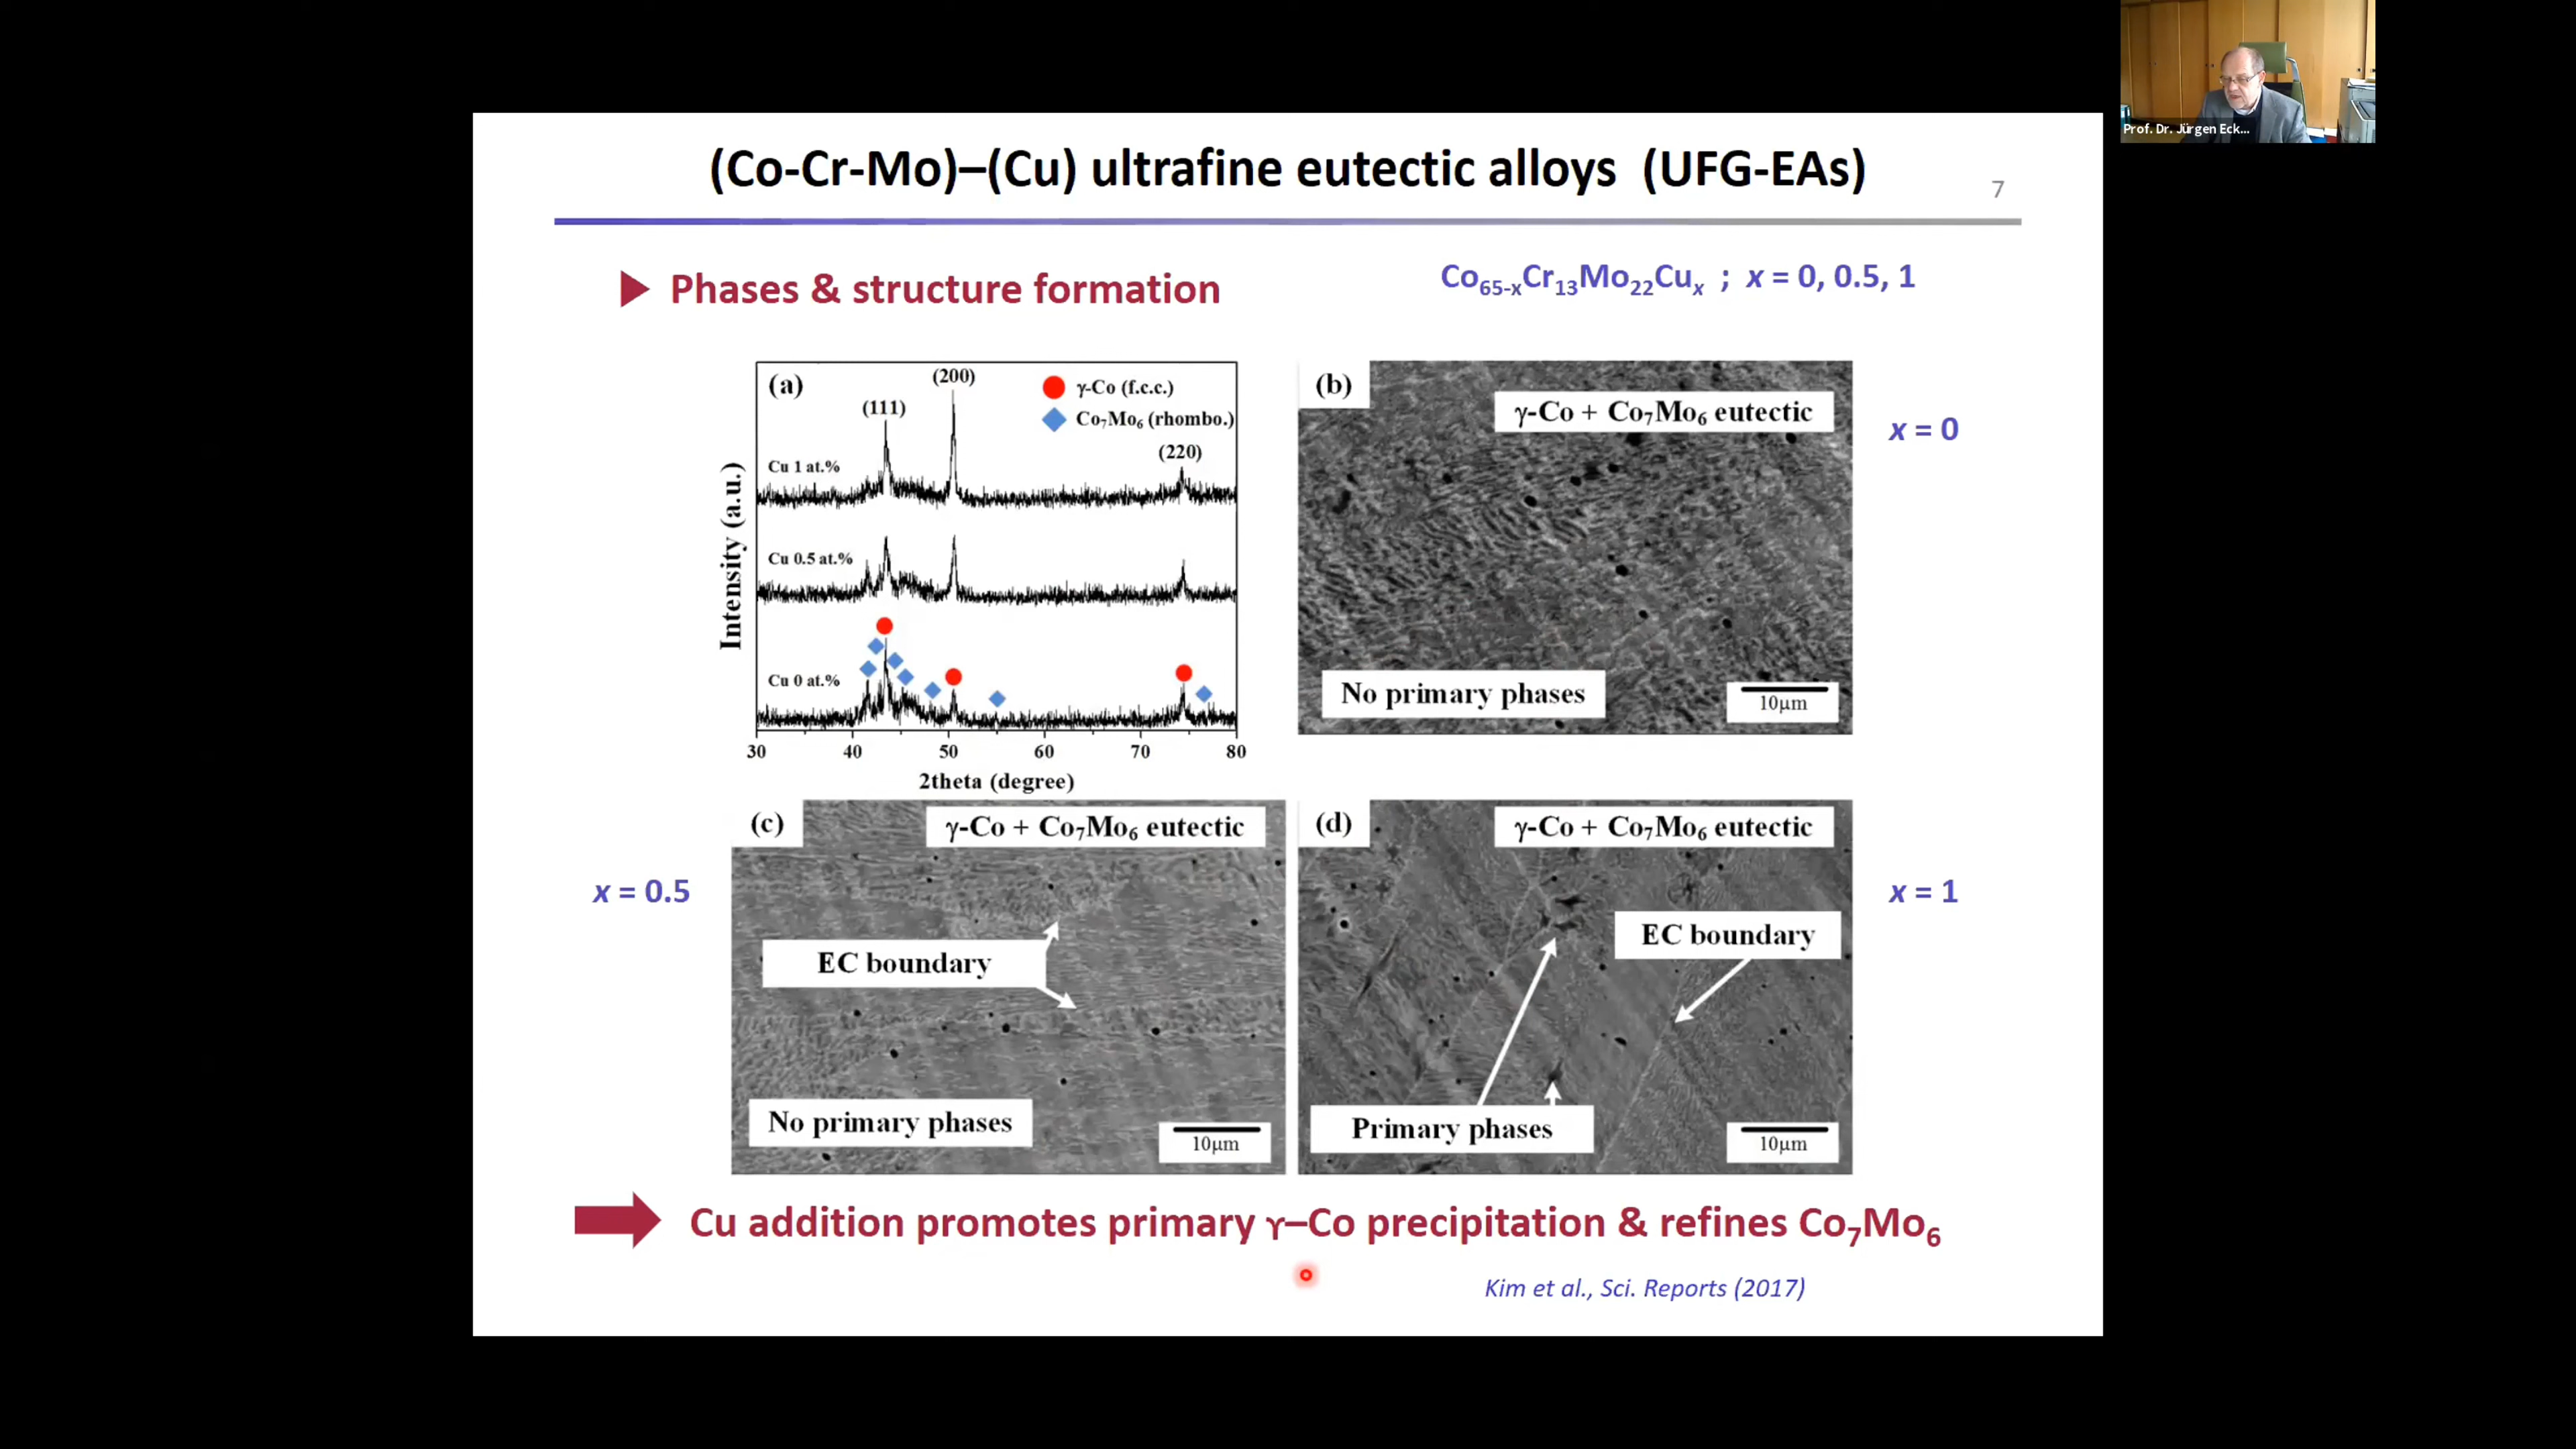 Prof. Dr. Jürgen Eck...
(Co-Cr-Mo)–(Cu) ultrafine eutectic alloys (UFG-EAs)
7
Phases & structure formation
Co₆₅₋ₓCr₁₃Mo₂₂Cuₓ ; x = 0, 0.5, 1
(a)
(111)
(200)
(220)
γ-Co (f.c.c.)
Co₇Mo₆ (rhombo.)
Cu 1 at.%
Cu 0.5 at.%
Cu 0 at.%
Intensity (a.u.)
30 40 50 60 70 80
2theta (degree)
(b)
γ-Co + Co₇Mo₆ eutectic
No primary phases
10μm
x = 0
x = 0.5
(c)
γ-Co + Co₇Mo₆ eutectic
EC boundary
No primary phases
10μm
(d)
γ-Co + Co₇Mo₆ eutectic
EC boundary
Primary phases
10μm
x = 1
Cu addition promotes primary γ–Co precipitation & refines Co₇Mo₆
Kim et al., Sci. Reports (2017)